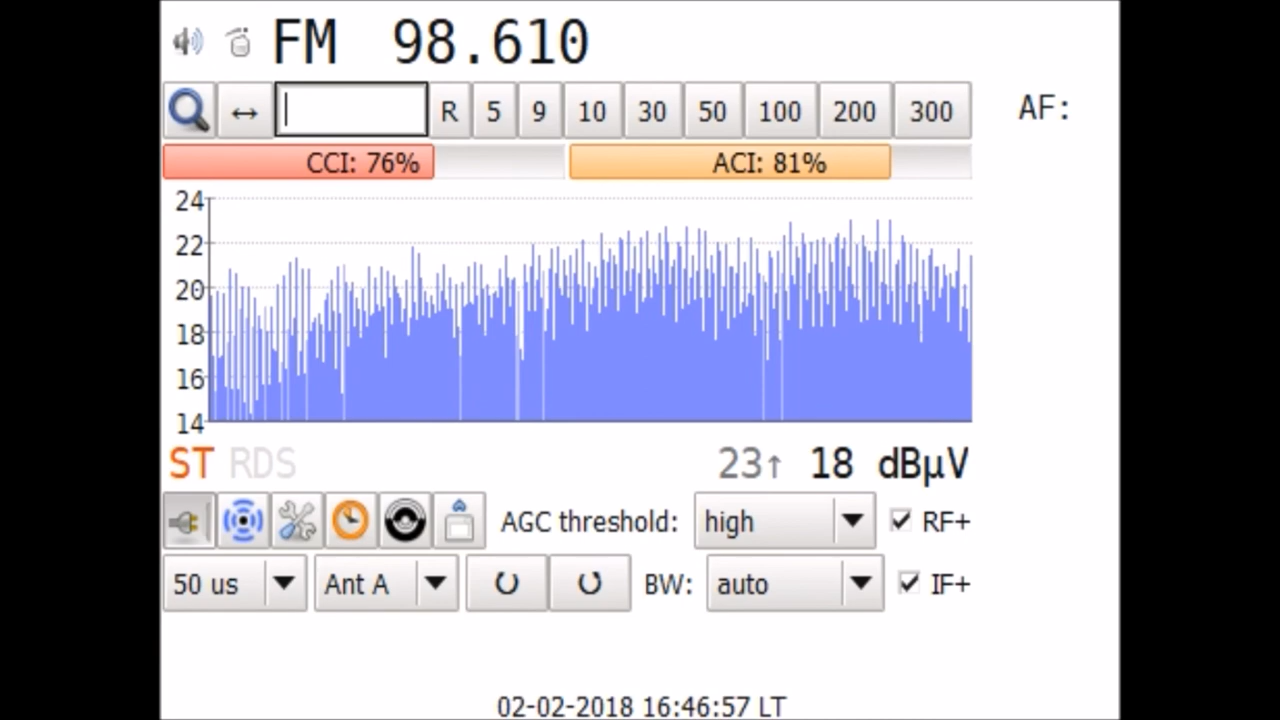 FM 98.610
↔ R 5 9 10 30 50 100 200 300 AF:
CCI: 76% ACI: 81%
24
22
20
18
16
14
ST RDS 23↑ 18 dBµV
AGC threshold: high RF+
50 us Ant A BW: auto IF+
02-02-2018 16:46:57 LT